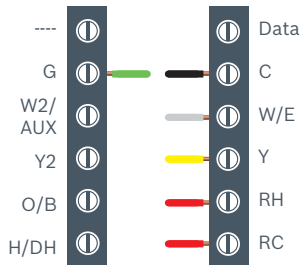 ----
G
W2/
AUX
Y2
O/B
H/DH
Data
C
W/E
Y
RH
RC